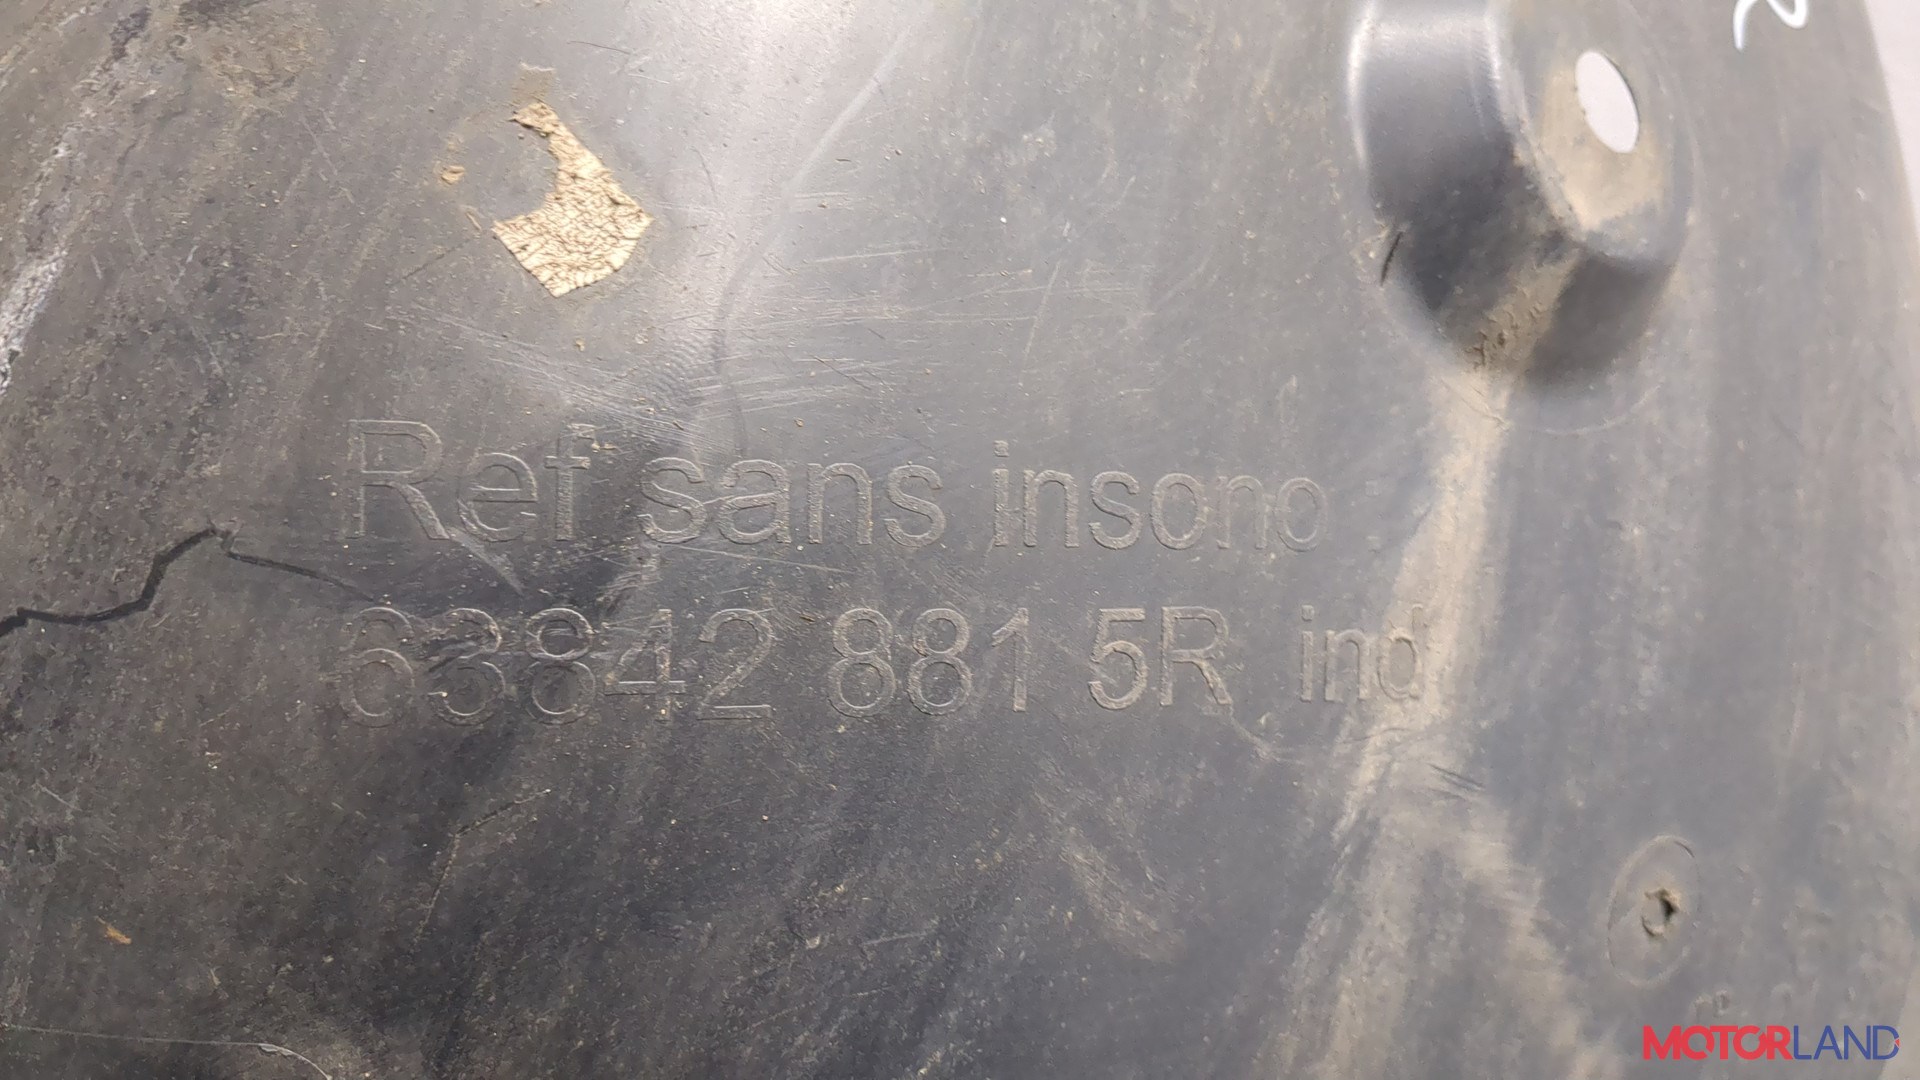 Ref sans insono
63842 881 5R ind
MOTORLAND